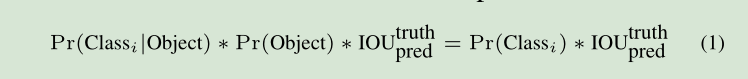 Pr(Class_i|Object) * Pr(Object) * IOU^truth_pred = Pr(Class_i) * IOU^truth_pred (1)